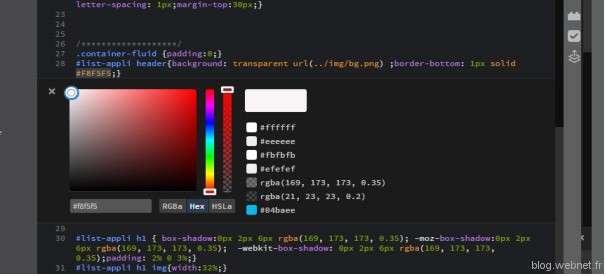 letter-spacing: 1px;margin-top:30px;}
23
24
25
26 /*******************/
27 .container-fluid {padding:0;}
28 #list-appli header{background: transparent url(../img/bg.png) ;border-bottom: 1px solid
#F8F5F5;}
#ffffff
#eeeeee
#fbfbfb
#efefef
rgba(169, 173, 173, 0.35)
rgba(21, 23, 23, 0.2)
#04baee
#f8f5f5 RGBa Hex HSLa
29
30 #list-appli h1 { box-shadow:0px 2px 6px rgba(169, 173, 173, 0.35); -moz-box-shadow:0px 2px
6px rgba(169, 173, 173, 0.35); -webkit-box-shadow: 0px 2px 6px rgba(169, 173, 173,
0.35);padding: 2% 0 3%;}
31 #list-appli h1 img{width:32%;}
blog.webnet.fr